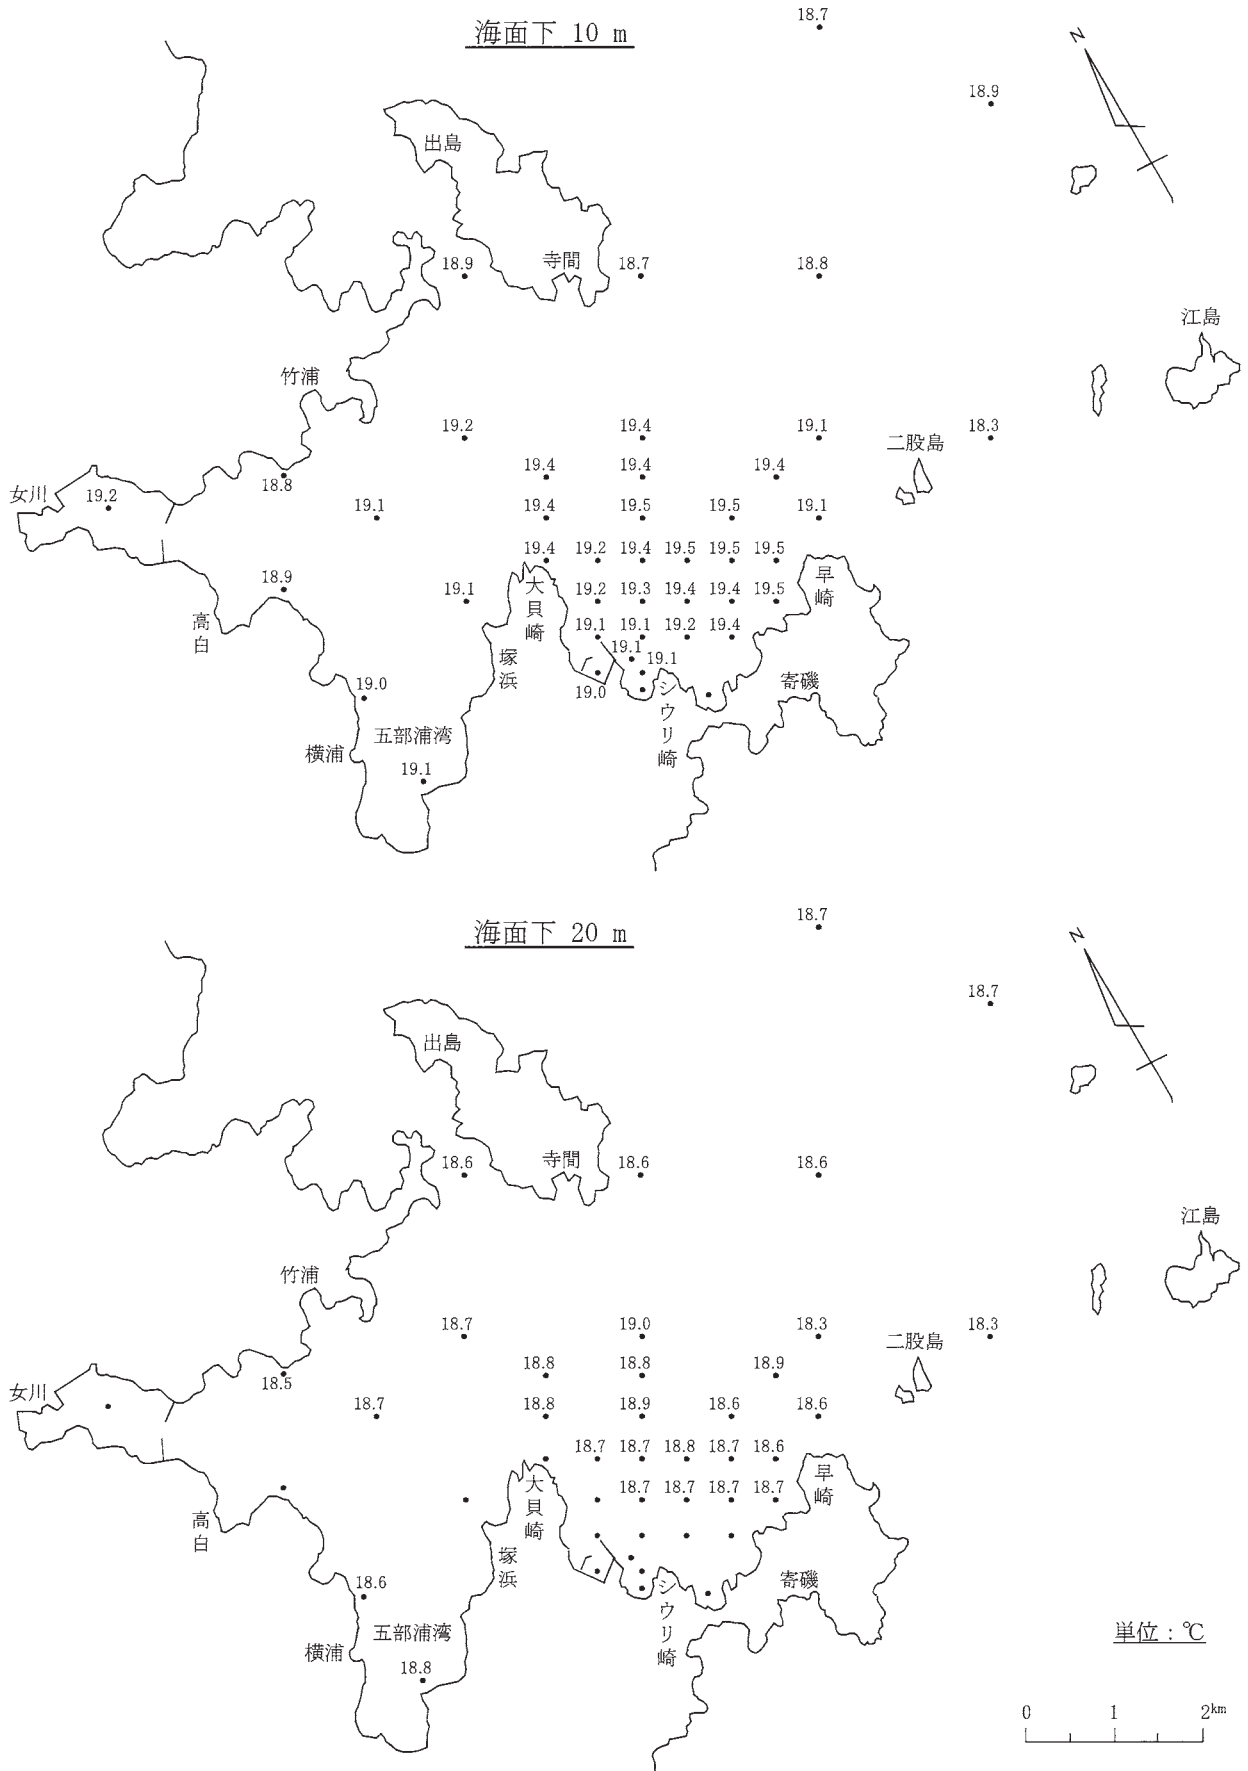 海面下 10 m
18.7
N
18.9
出島
寺間
18.9
18.7
18.8
江島
竹浦
19.2
19.4
19.1
18.3
二股島
19.4
19.4
19.4
女川
19.2
18.8
19.1
19.4
19.5
19.5
19.1
19.4
19.2
19.4
19.5
19.5
19.5
早崎
18.9
19.1
大貝崎
19.2
19.3
19.4
19.4
19.5
高白
19.1
19.1
19.2
19.4
塚浜
19.1
19.1
19.0
シウリ崎
寄磯
19.0
五部浦湾
横浦
19.1
海面下 20 m
18.7
N
18.7
出島
寺間
18.6
18.6
18.6
江島
竹浦
18.7
19.0
18.3
18.3
二股島
18.8
18.8
18.9
女川
18.5
18.7
18.8
18.9
18.6
18.6
18.7
18.7
18.8
18.7
18.6
早崎
大貝崎
18.7
18.7
18.7
18.7
高白
塚浜
シウリ崎
寄磯
18.6
五部浦湾
横浦
18.8
単位：℃
0 1 2km